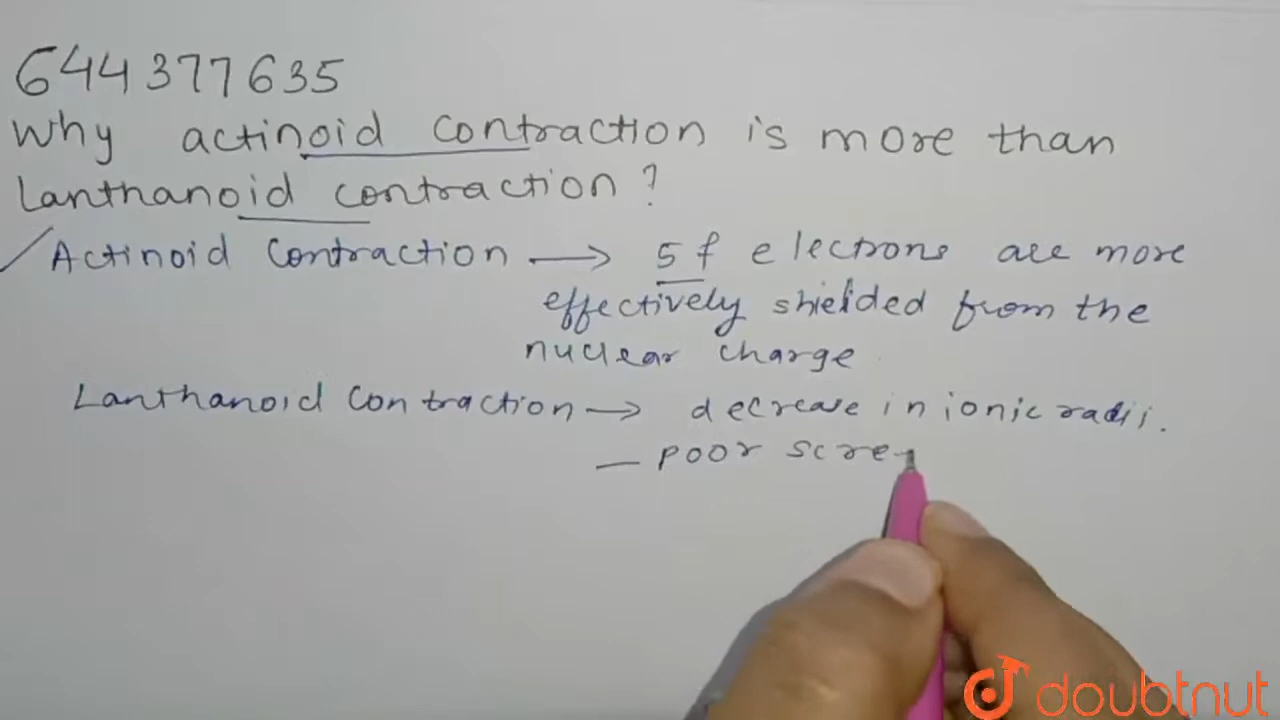 644377635
Why actinoid contraction is more than
Lanthanoid contraction?
Actinoid Contraction → 5f electrons are more
effectively shielded from the
nuclear charge
Lanthanoid Contraction → decrease in ionic radii.
— poor scre
doubtnut